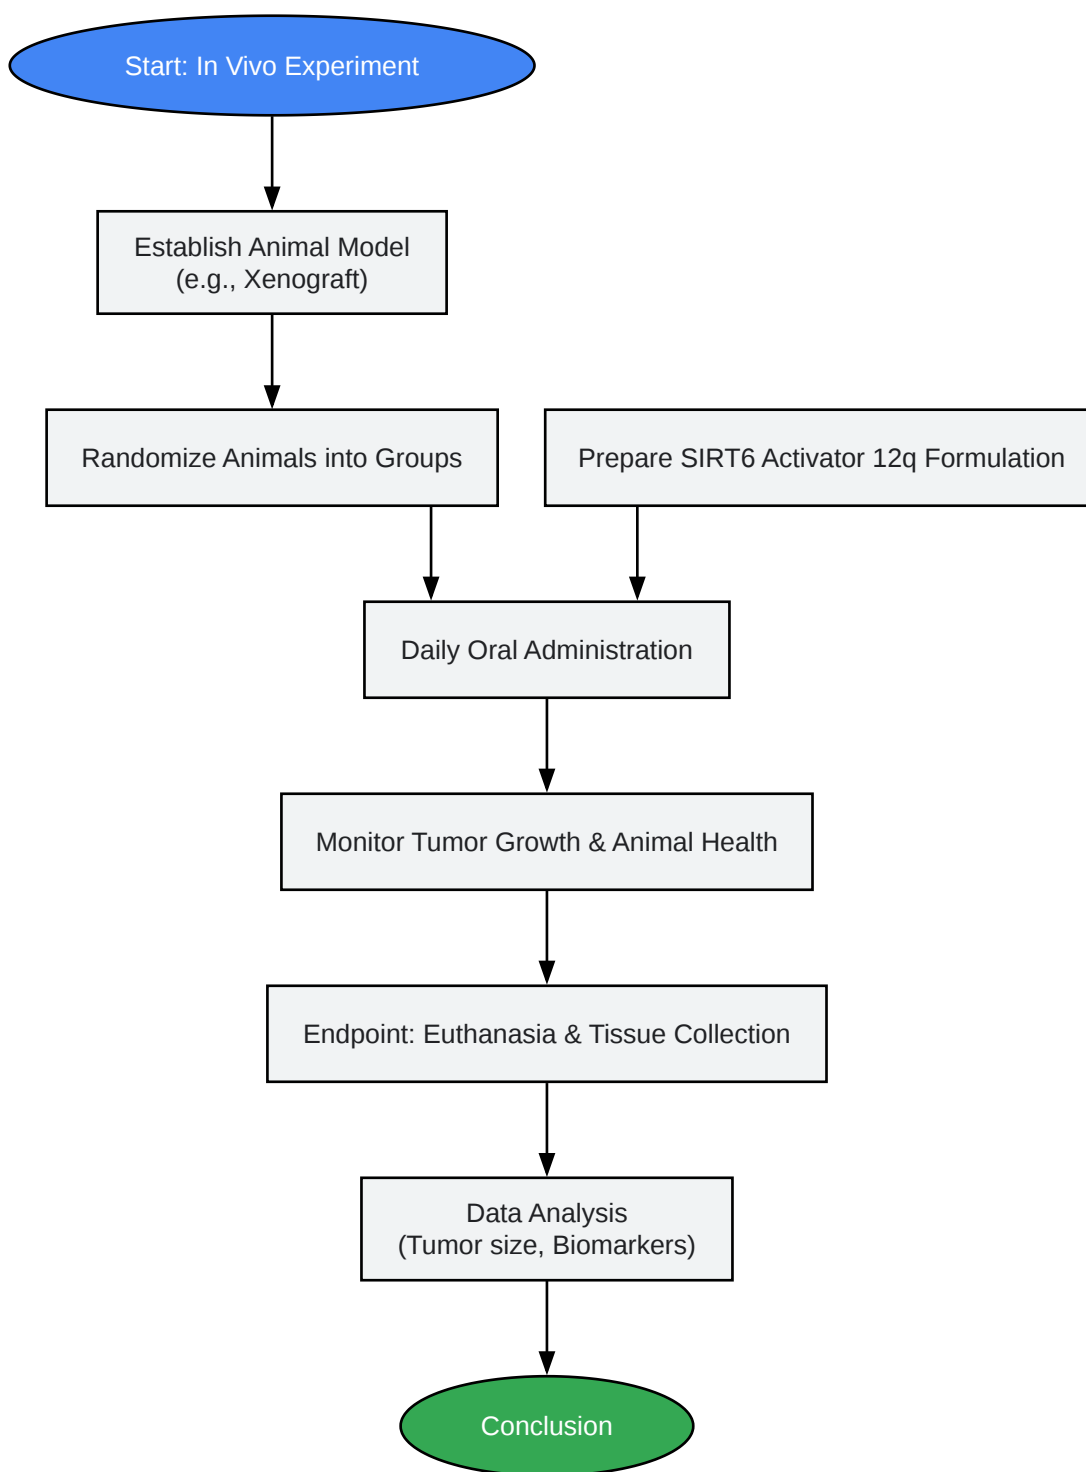 Start: In Vivo Experiment
Establish Animal Model
(e.g., Xenograft)
Randomize Animals into Groups
Prepare SIRT6 Activator 12q Formulation
Daily Oral Administration
Monitor Tumor Growth & Animal Health
Endpoint: Euthanasia & Tissue Collection
Data Analysis
(Tumor size, Biomarkers)
Conclusion